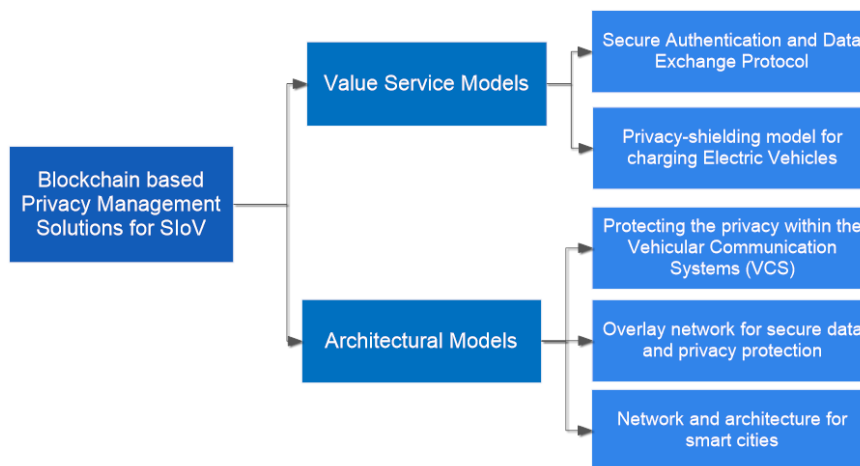 Blockchain based
Privacy Management
Solutions for SIoV
Value Service Models
Secure Authentication and Data
Exchange Protocol
Privacy-shielding model for
charging Electric Vehicles
Architectural Models
Protecting the privacy within the
Vehicular Communication
Systems (VCS)
Overlay network for secure data
and privacy protection
Network and architecture for
smart cities